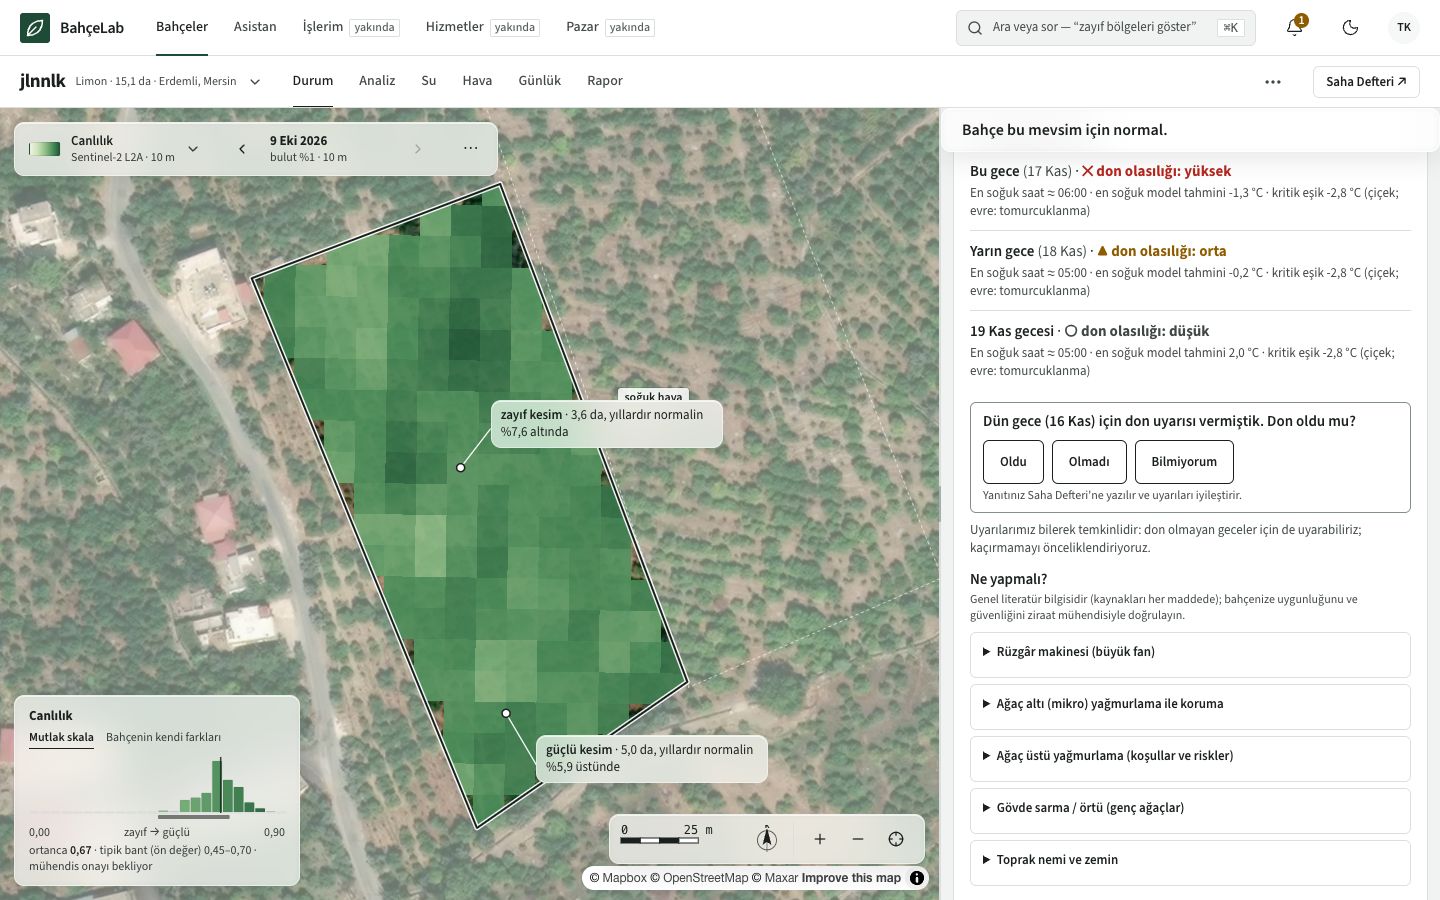 BahçeLab
Bahçeler
Asistan
İşlerim yakında
Hizmetler yakında
Pazar yakında
Ara veya sor — “zayıf bölgeleri göster” ⌘K
1
TK
jlnnlk
Limon · 15,1 da · Erdemli, Mersin
Durum
Analiz
Su
Hava
Günlük
Rapor
Saha Defteri ↗
Canlılık
Sentinel-2 L2A · 10 m
9 Eki 2026
bulut %1 · 10 m
soğuk hava
zayıf kesim · 3,6 da, yıllardır normalin
%7,6 altında
güçlü kesim · 5,0 da, yıllardır normalin
%5,9 üstünde
Canlılık
Mutlak skala
Bahçenin kendi farkları
0,00
zayıf → güçlü
0,90
ortanca 0,67 · tipik bant (ön değer) 0,45–0,70 ·
mühendis onayı bekliyor
0 25 m
N
© Mapbox © OpenStreetMap © Maxar Improve this map
Bahçe bu mevsim için normal.
Bu gece (17 Kas) · don olasılığı: yüksek
En soğuk saat ≈ 06:00 · en soğuk model tahmini -1,3 °C · kritik eşik -2,8 °C (çiçek;
evre: tomurcuklanma)
Yarın gece (18 Kas) · don olasılığı: orta
En soğuk saat ≈ 05:00 · en soğuk model tahmini -0,2 °C · kritik eşik -2,8 °C (çiçek;
evre: tomurcuklanma)
19 Kas gecesi · don olasılığı: düşük
En soğuk saat ≈ 05:00 · en soğuk model tahmini 2,0 °C · kritik eşik -2,8 °C (çiçek;
evre: tomurcuklanma)
Dün gece (16 Kas) için don uyarısı vermiştik. Don oldu mu?
Oldu
Olmadı
Bilmiyorum
Yanıtınız Saha Defteri'ne yazılır ve uyarıları iyileştirir.
Uyarılarımız bilerek temkinlidir: don olmayan geceler için de uyarabiliriz;
kaçırmamayı önceliklendiriyoruz.
Ne yapmalı?
Genel literatür bilgisidir (kaynakları her maddede); bahçenize uygunluğunu ve
güvenliğini ziraat mühendisiyle doğrulayın.
Rüzgâr makinesi (büyük fan)
Ağaç altı (mikro) yağmurlama ile koruma
Ağaç üstü yağmurlama (koşullar ve riskler)
Gövde sarma / örtü (genç ağaçlar)
Toprak nemi ve zemin